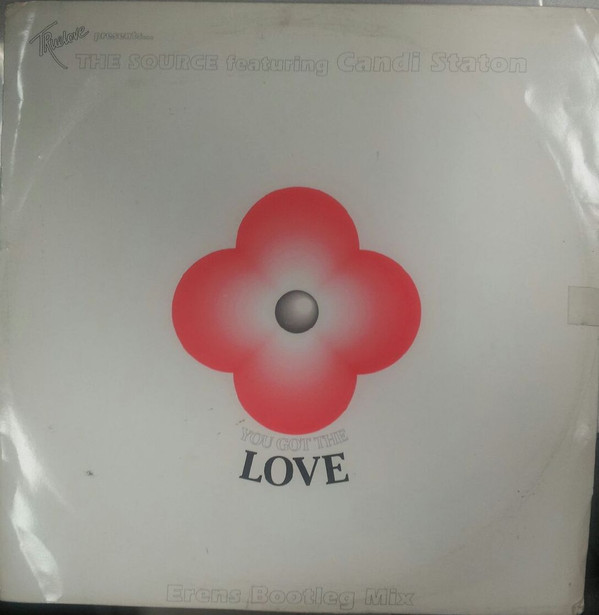 Truelove presents...
THE SOURCE featuring Candi Staton
YOU GOT THE
LOVE
Erens Bootleg Mix